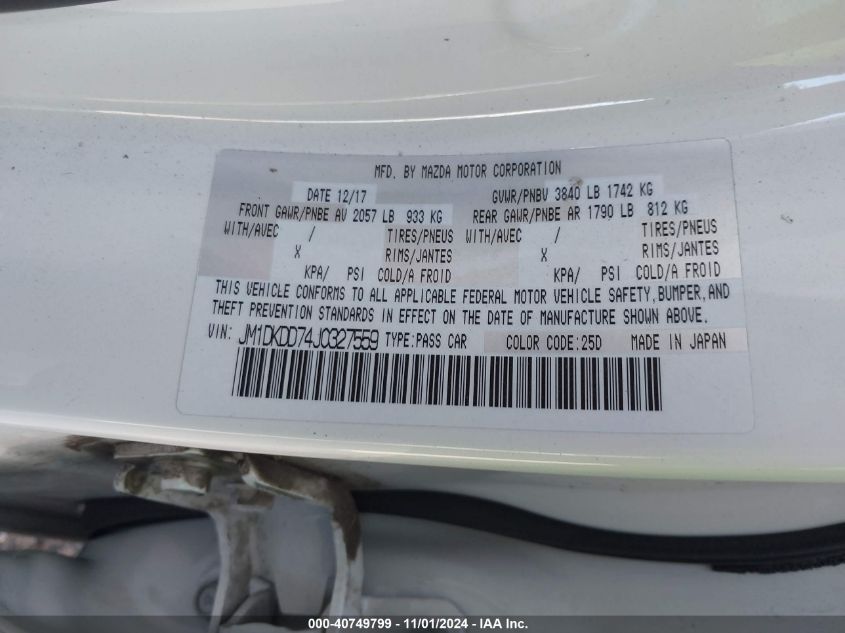 MFD. BY MAZDA MOTOR CORPORATION
DATE 12/17 GVWR/PNBV 3840 LB 1742 KG
FRONT GAWR/PNBE AV 2057 LB 933 KG REAR GAWR/PNBE AR 1790 LB 812 KG
WITH/AVEC / TIRES/PNEUS WITH/AVEC / TIRES/PNEUS
X RIMS/JANTES X RIMS/JANTES
KPA/ PSI COLD/A FROID KPA/ PSI COLD/A FROID
THIS VEHICLE CONFORMS TO ALL APPLICABLE FEDERAL MOTOR VEHICLE SAFETY, BUMPER, AND
THEFT PREVENTION STANDARDS IN EFFECT ON THE DATE OF MANUFACTURE SHOWN ABOVE.
VIN: JM1DKDD74J0327559 TYPE:PASS CAR COLOR CODE:25D MADE IN JAPAN
000-40749799 - 11/01/2024 - IAA Inc.